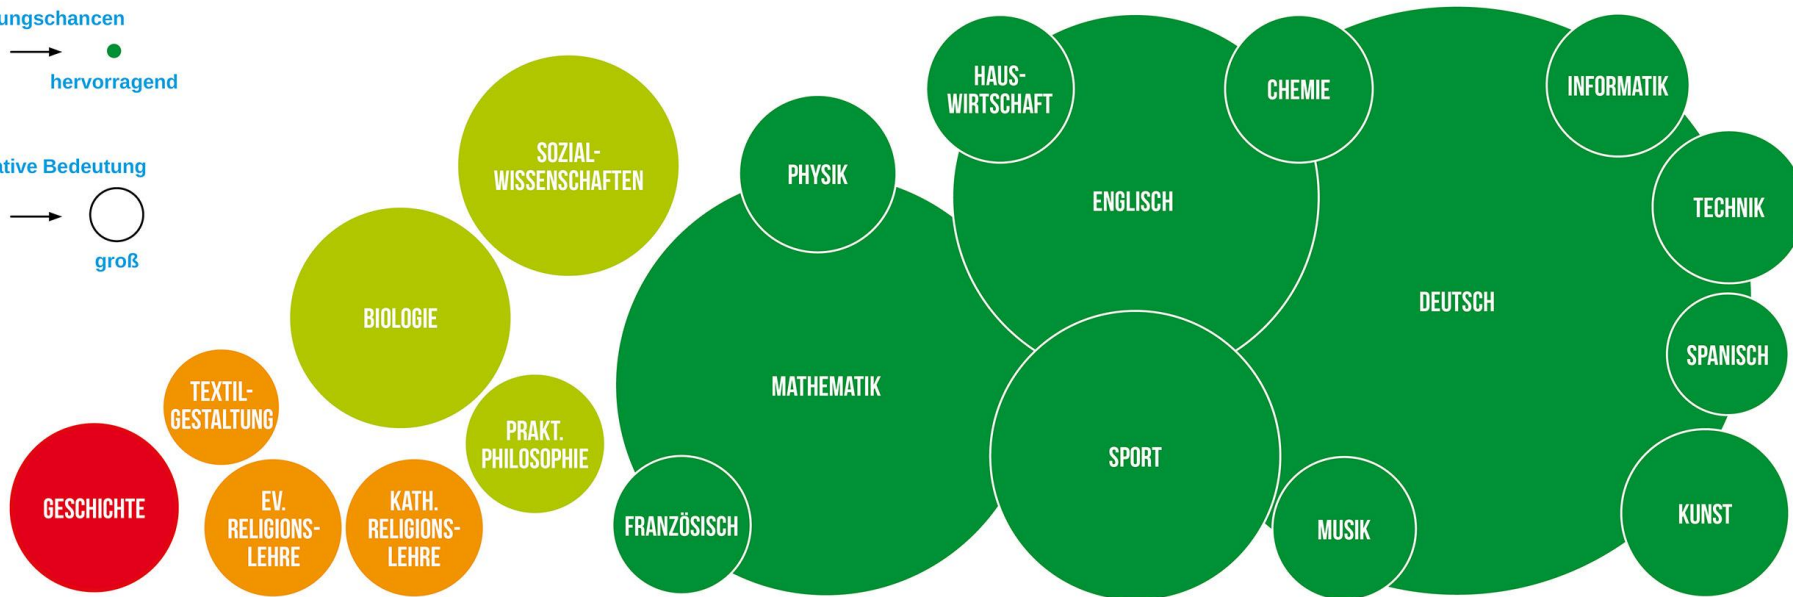 ungschancen
hervorragend
ative Bedeutung
groß
GESCHICHTE
TEXTIL-
GESTALTUNG
EV.
RELIGIONS-
LEHRE
KATH.
RELIGIONS-
LEHRE
BIOLOGIE
SOZIAL-
WISSENSCHAFTEN
PRAKT.
PHILOSOPHIE
PHYSIK
MATHEMATIK
FRANZÖSISCH
HAUS-
WIRTSCHAFT
ENGLISCH
SPORT
CHEMIE
DEUTSCH
MUSIK
INFORMATIK
TECHNIK
SPANISCH
KUNST